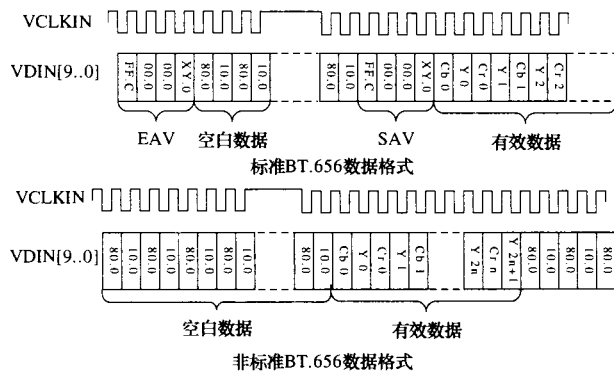 VCLKIN
VDIN[9..0]
FF.C 00.0 00.0 XY.0 80.0 10.0 80.0 10.0 80.0 10.0 FF.C 00.0 00.0 XY.0 Cb 0 Y 0 Cr 0 Y 1 Cb 1 Y 2 Cr 2
EAV 空白数据 SAV 有效数据
标准BT.656数据格式
VCLKIN
VDIN[9..0]
80.0 10.0 80.0 10.0 80.0 10.0 80.0 10.0 80.0 10.0 Cb 0 Y 0 Cr 0 Y 1 Cb 1 Y 2n Cr n Y 2n+1 80.0 10.0 80.0 10.0 80.0
空白数据 有效数据
非标准BT.656数据格式